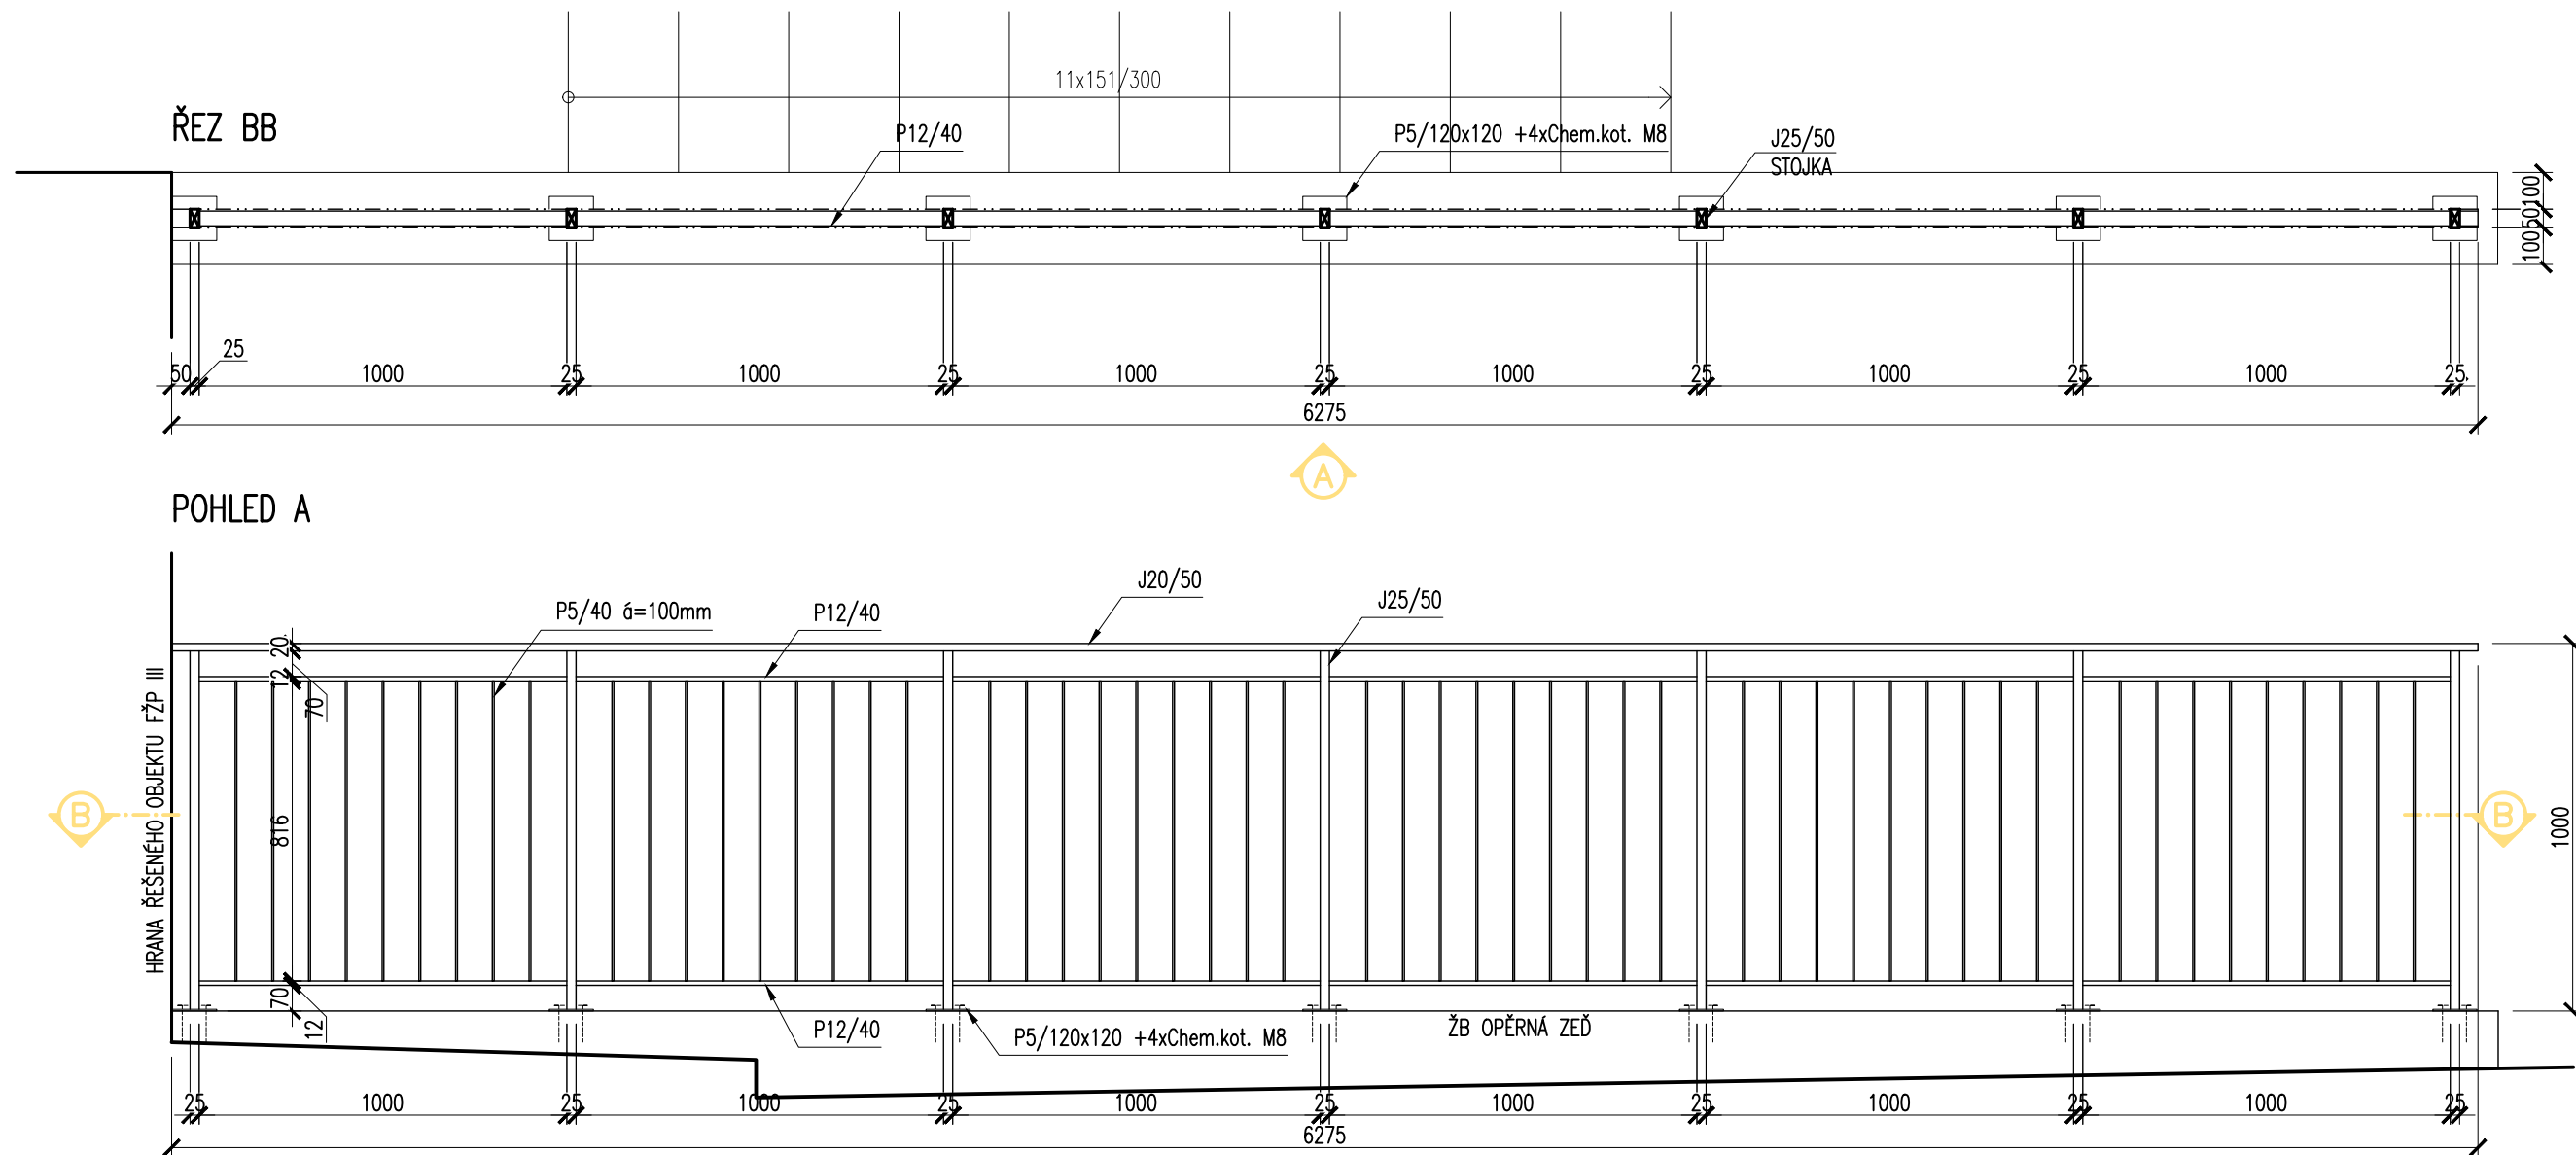 11x151/300
ŘEZ BB
P12/40
P5/120x120 +4xChem.kot. M8
J25/50
STOJKA
100
50
100
25
50 1000 25 1000 25 1000 25 1000 25 1000 25 1000 25
6275
A
POHLED A
J20/50
P5/40 á=100mm
P12/40
J25/50
20
12
70
HRANA ŘEŠENÉHO OBJEKTU FŽP III
816
B
B
1000
70
12
P12/40
P5/120x120 +4xChem.kot. M8
ŽB OPĚRNÁ ZEĎ
25 1000 25 1000 25 1000 25 1000 25 1000 25 1000 25
6275